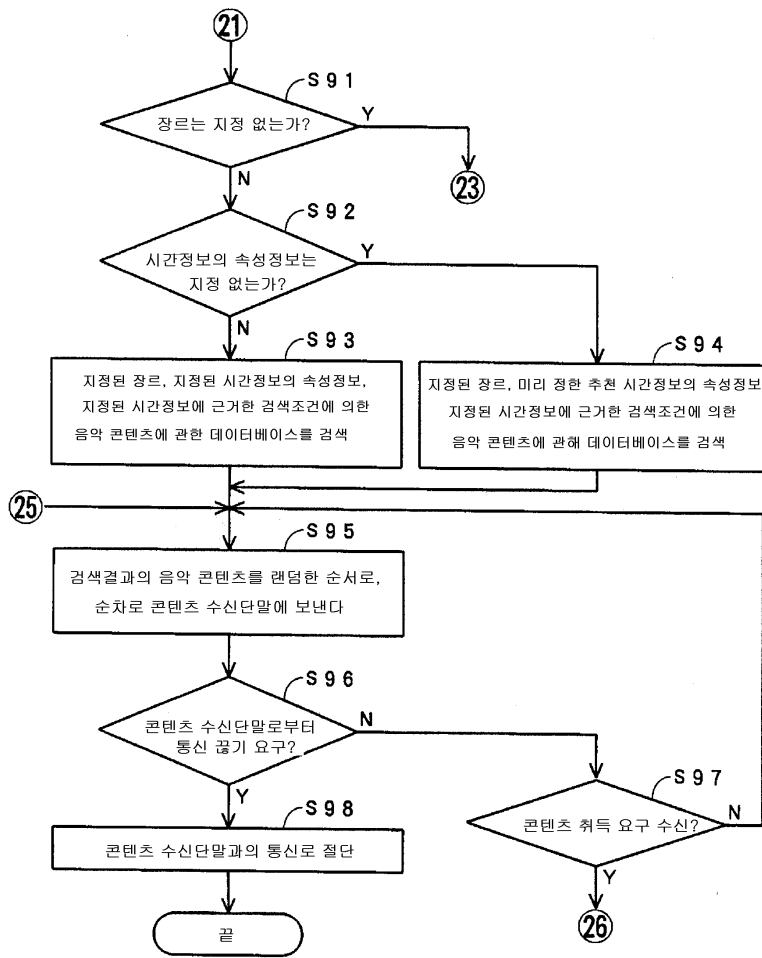 21
S91
장르는 지정 없는가?
Y
N
23
S92
시간정보의 속성정보는
지정 없는가?
Y
N
S93
지정된 장르, 지정된 시간정보의 속성정보,
지정된 시간정보에 근거한 검색조건에 의한
음악 콘텐츠에 관한 데이터베이스를 검색
S94
지정된 장르, 미리 정한 추천 시간정보의 속성정보
지정된 시간정보에 근거한 검색조건에 의한
음악 콘텐츠에 관해 데이터베이스를 검색
25
S95
검색결과의 음악 콘텐츠를 랜덤한 순서로,
순차로 콘텐츠 수신단말에 보낸다
S96
콘텐츠 수신단말로부터
통신 끊기 요구?
N
Y
S97
콘텐츠 취득 요구 수신?
N
Y
S98
콘텐츠 수신단말과의 통신로 절단
26
끝